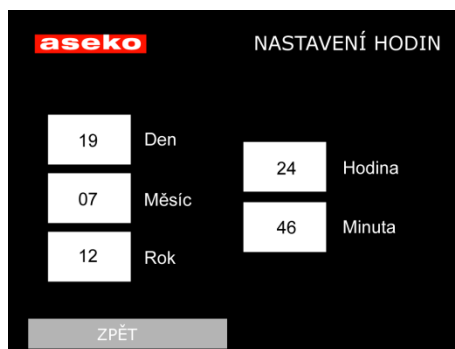 aseko
NASTAVENÍ HODIN
19 Den
07 Měsíc
12 Rok
24 Hodina
46 Minuta
ZPĚT